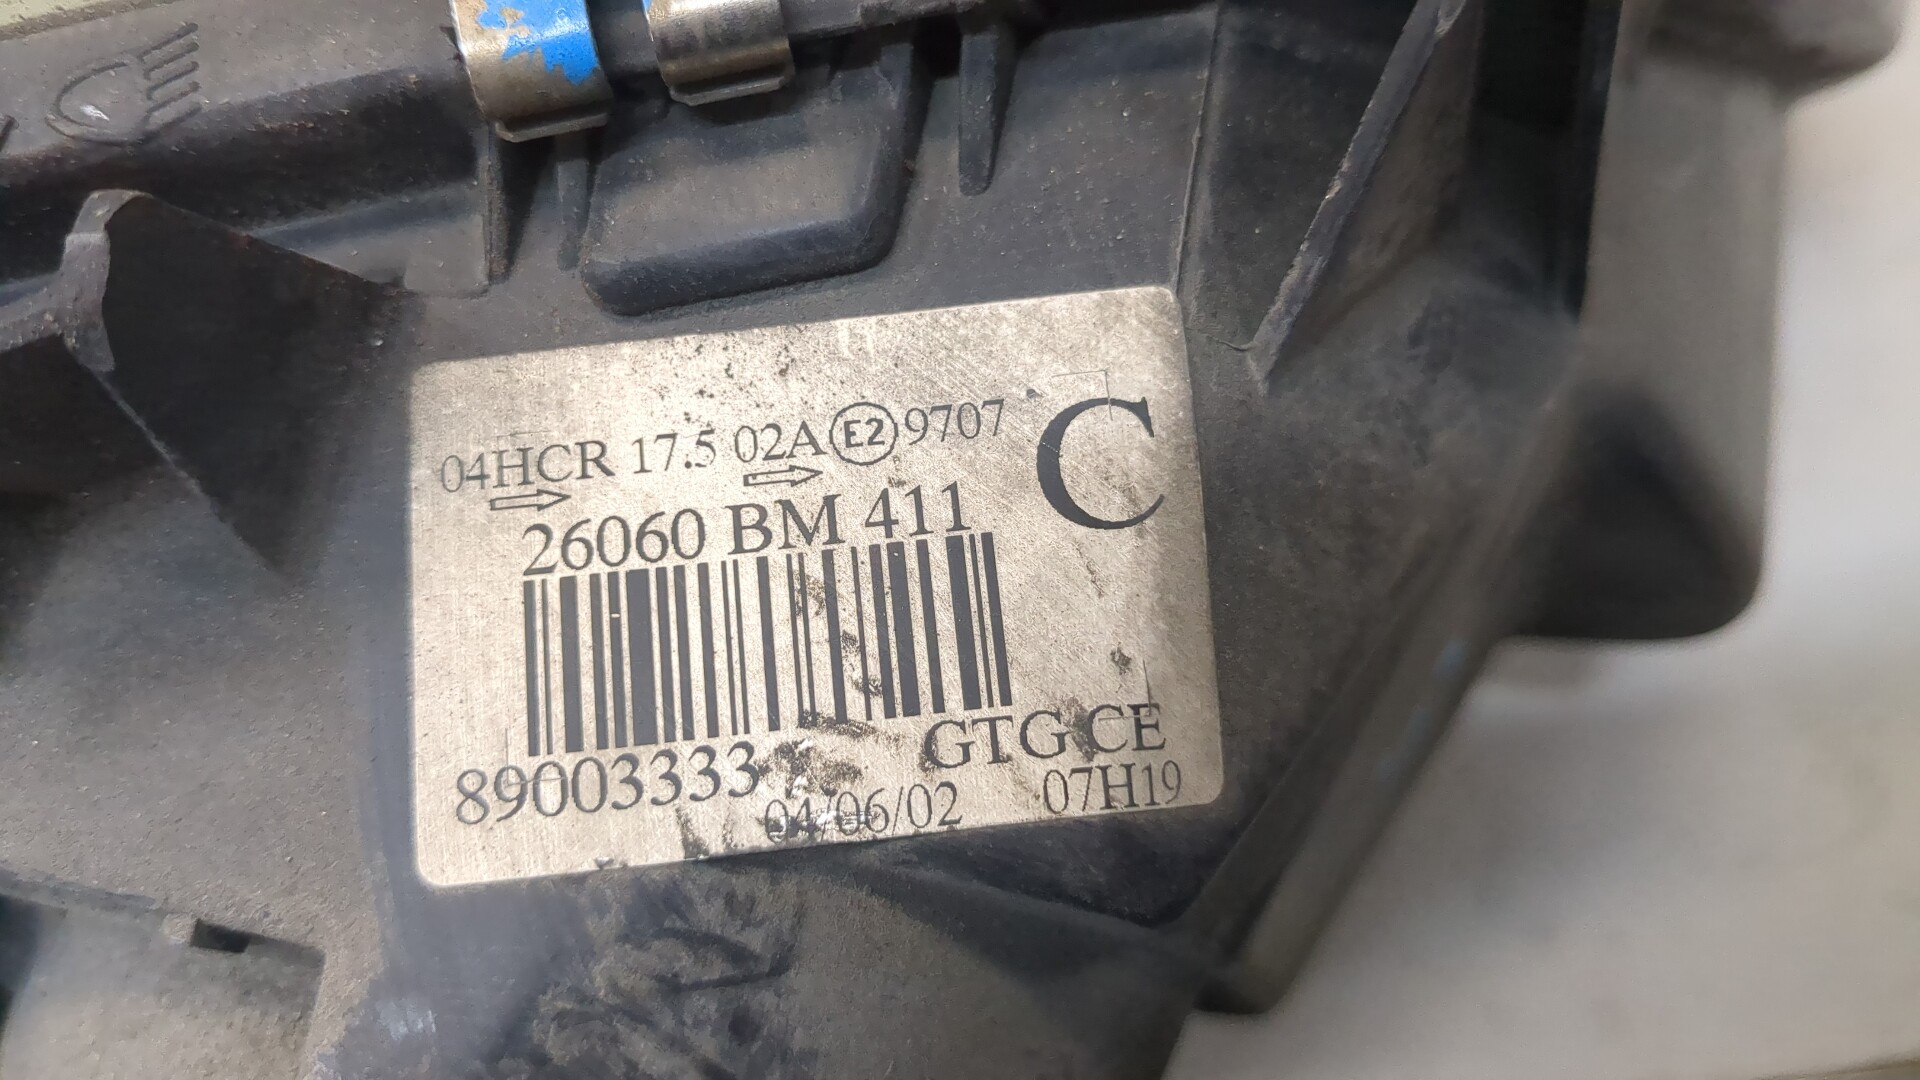 04HCR 17.5 02A E2 9707
C
26060 BM 411
GTG CE
89003333
04/06/02 07H19